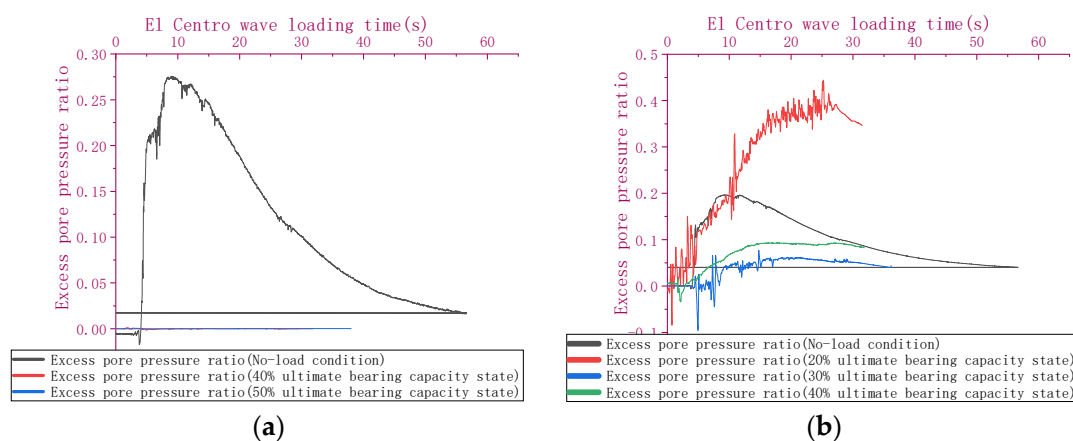 El Centro wave loading time(s)
0 10 20 30 40 50 60
Excess pore pressure ratio
0.30
0.25
0.20
0.15
0.10
0.05
0.00
Excess pore pressure ratio(No-load condition)
Excess pore pressure ratio(40% ultimate bearing capacity state)
Excess pore pressure ratio(50% ultimate bearing capacity state)
(a)
El Centro wave loading time(s)
0 10 20 30 40 50 60
Excess pore pressure ratio
0.5
0.4
0.3
0.2
0.1
0.0
-0.1
Excess pore pressure ratio(No-load condition)
Excess pore pressure ratio(20% ultimate bearing capacity state)
Excess pore pressure ratio(30% ultimate bearing capacity state)
Excess pore pressure ratio(40% ultimate bearing capacity state)
(b)